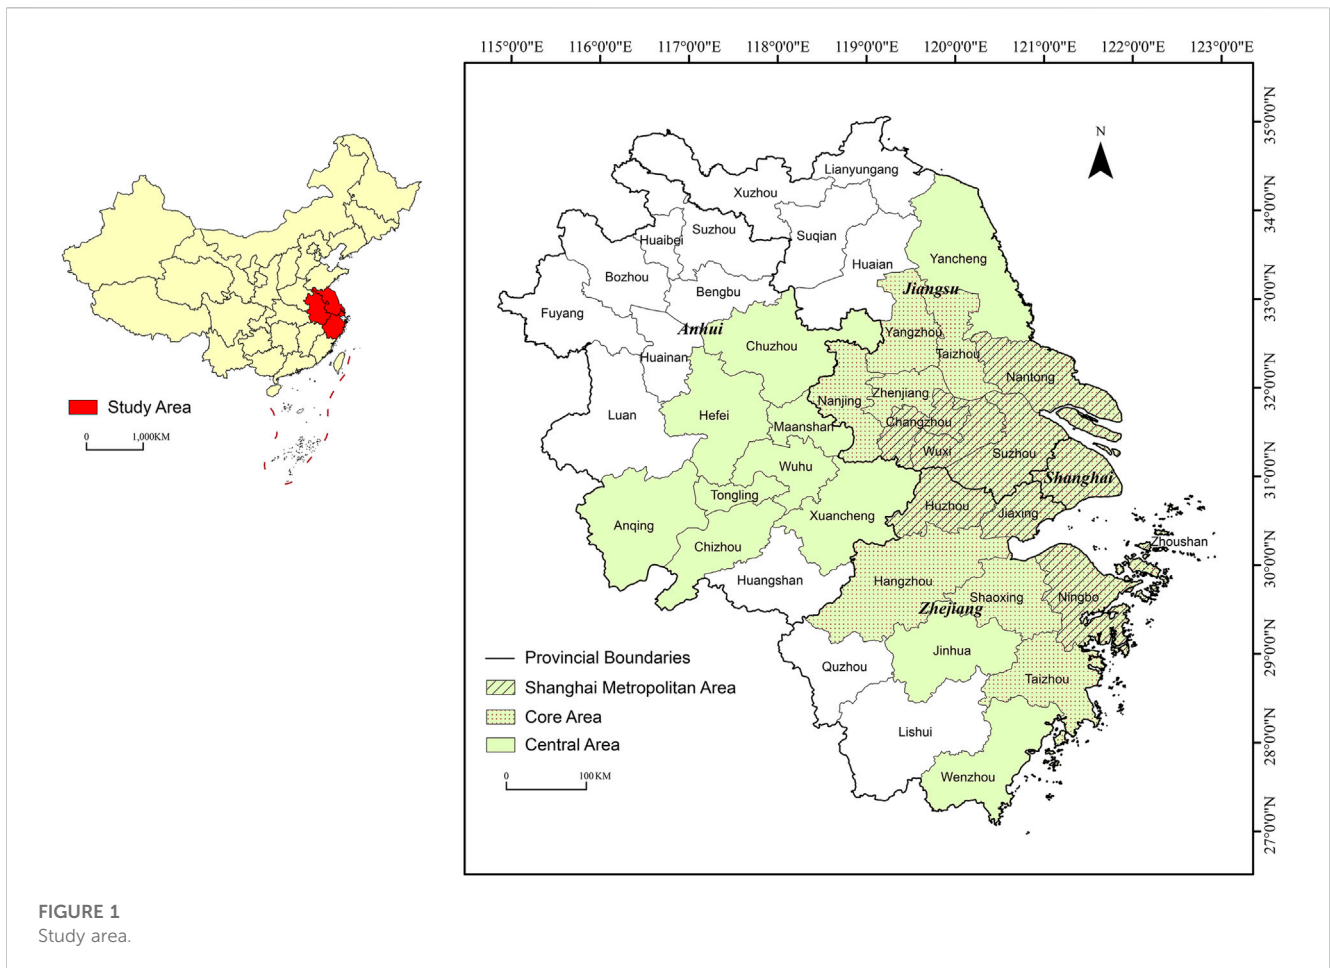 115°0'0"E 116°0'0"E 117°0'0"E 118°0'0"E 119°0'0"E 120°0'0"E 121°0'0"E 122°0'0"E 123°0'0"E
35°0'0"N
34°0'0"N
33°0'0"N
32°0'0"N
31°0'0"N
30°0'0"N
29°0'0"N
28°0'0"N
27°0'0"N
N
Lianyungang
Xuzhou
Suzhou
Huaibei
Suqian
Yancheng
Huaian
Bozhou
Bengbu
Jiangsu
Fuyang
Anhui
Yangzhou
Chuzhou
Taizhou
Huainan
Nantong
Zhenjiang
Nanjing
Luan
Hefei
Changzhou
Maanshan
Wuxi
Suzhou
Wuhu
Shanghai
Tongling
Huzhou
Jiaxing
Xuancheng
Anqing
Zhoushan
Chizhou
Huangshan
Hangzhou
Shaoxing
Ningbo
Zhejiang
Jinhua
Quzhou
Taizhou
Lishui
Wenzhou
Study Area
0 1,000KM
Provincial Boundaries
Shanghai Metropolitan Area
Core Area
Central Area
0 100KM
FIGURE 1
Study area.